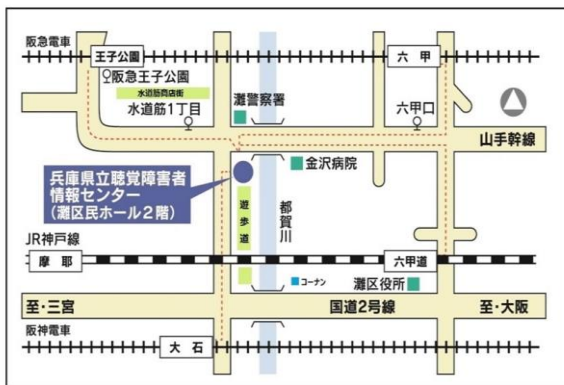 阪急電車
王子公園
六甲
阪急王子公園
水道筋商店街
水道筋1丁目
灘警察署
六甲口
山手幹線
金沢病院
兵庫県立聴覚障害者
情報センター
(灘区民ホール2階)
遊歩道
都賀川
JR神戸線
摩耶
六甲道
コーナン
灘区役所
至・三宮
国道2号線
至・大阪
阪神電車
大石